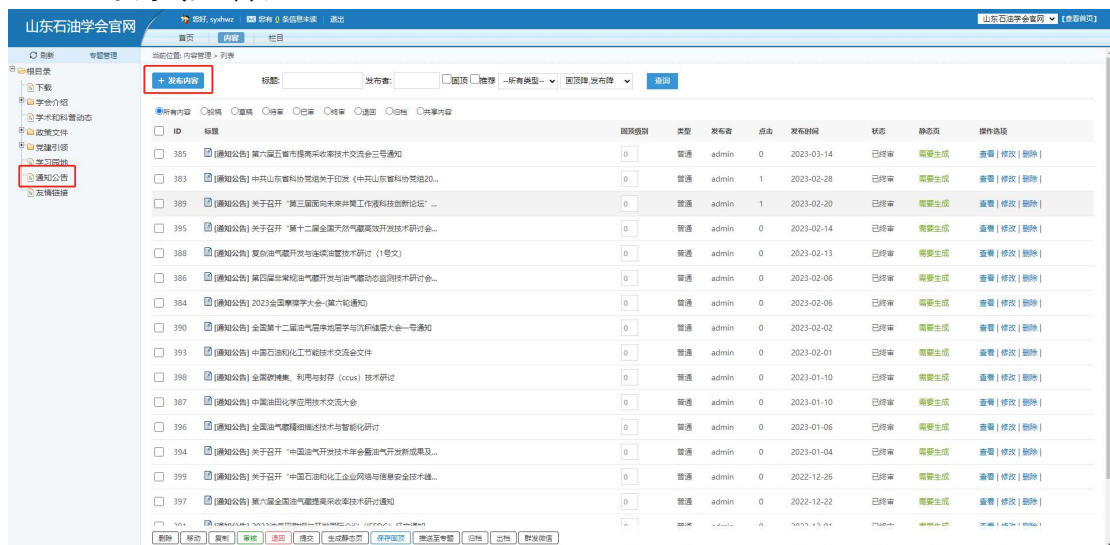 山东石油学会官网
您好, syxhwz | 您有 0 条信息未读 | 退出
山东石油学会官网 【查看首页】
首页 内容 栏目
刷新 专题管理
当前位置: 内容管理 > 列表
根目录
下载
学会介绍
学术和科普动态
政策文件
党建引领
学习园地
通知公告
友情链接
+ 发布内容 标题: 发布者: 固顶 推荐 --所有类型-- 固顶降,发布降 查询
所有内容 投稿 草稿 待审 已审 终审 退回 归档 共享内容
ID 标题 固顶级别 类型 发布者 点击 发布时间 状态 静态页 操作选项
385 [通知公告] 第六届五省市提高采收率技术交流会三号通知 0 普通 admin 0 2023-03-14 已终审 需要生成 查看 | 修改 | 删除 |
383 [通知公告] 中共山东省科协党组关于印发《中共山东省科协党组20... 0 普通 admin 1 2023-02-28 已终审 需要生成 查看 | 修改 | 删除 |
389 [通知公告] 关于召开“第三届面向未来井筒工作液科技创新论坛”... 0 普通 admin 1 2023-02-20 已终审 需要生成 查看 | 修改 | 删除 |
395 [通知公告] 关于召开“第十二届全国天然气藏高效开发技术研讨会... 0 普通 admin 0 2023-02-14 已终审 需要生成 查看 | 修改 | 删除 |
388 [通知公告] 复杂油气藏开发与连续油管技术研讨（1号文） 0 普通 admin 0 2023-02-13 已终审 需要生成 查看 | 修改 | 删除 |
386 [通知公告] 第四届非常规油气藏开发与油气藏动态监测技术研讨会... 0 普通 admin 0 2023-02-06 已终审 需要生成 查看 | 修改 | 删除 |
384 [通知公告] 2023全国摩擦学大会-(第六轮通知) 0 普通 admin 0 2023-02-06 已终审 需要生成 查看 | 修改 | 删除 |
390 [通知公告] 全国第十二届油气层序地层学与沉积储层大会一号通知 0 普通 admin 0 2023-02-02 已终审 需要生成 查看 | 修改 | 删除 |
393 [通知公告] 中国石油和化工节能技术交流会文件 0 普通 admin 0 2023-02-01 已终审 需要生成 查看 | 修改 | 删除 |
398 [通知公告] 全国碳捕集、利用与封存（ccus）技术研讨 0 普通 admin 0 2023-01-10 已终审 需要生成 查看 | 修改 | 删除 |
387 [通知公告] 中国油田化学应用技术交流大会 0 普通 admin 0 2023-01-10 已终审 需要生成 查看 | 修改 | 删除 |
396 [通知公告] 全国油气藏精细描述技术与智能化研讨 0 普通 admin 0 2023-01-06 已终审 需要生成 查看 | 修改 | 删除 |
394 [通知公告] 关于召开“中国油气开发技术年会暨油气开发新成果及... 0 普通 admin 0 2023-01-04 已终审 需要生成 查看 | 修改 | 删除 |
399 [通知公告] 关于召开“中国石油和化工企业网络与信息安全技术峰... 0 普通 admin 0 2022-12-26 已终审 需要生成 查看 | 修改 | 删除 |
397 [通知公告] 第六届全国油气藏提高采收率技术研讨通知 0 普通 admin 0 2022-12-22 已终审 需要生成 查看 | 修改 | 删除 |
删除 移动 复制 审核 退回 提交 生成静态页 保存固顶 推送至专题 归档 出档 群发微信